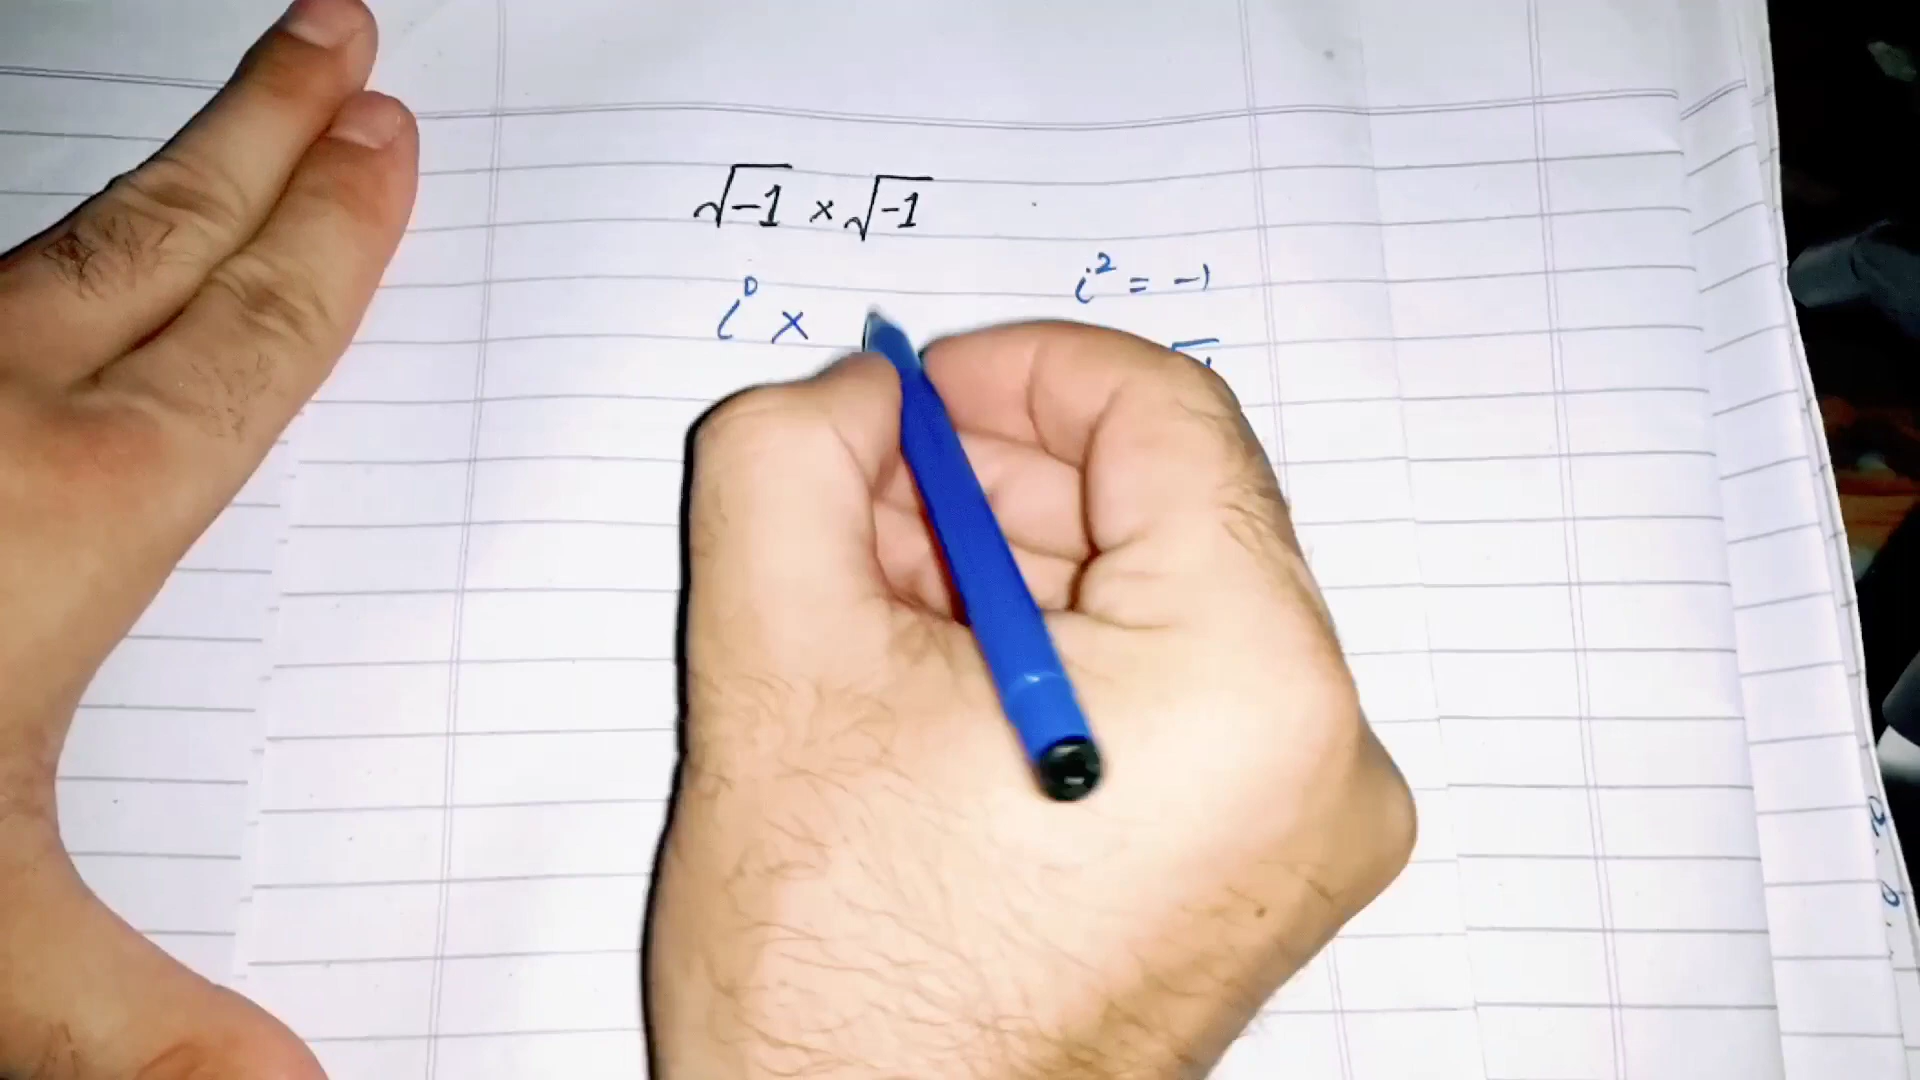 √-1 × √-1
i² = -1
i ×